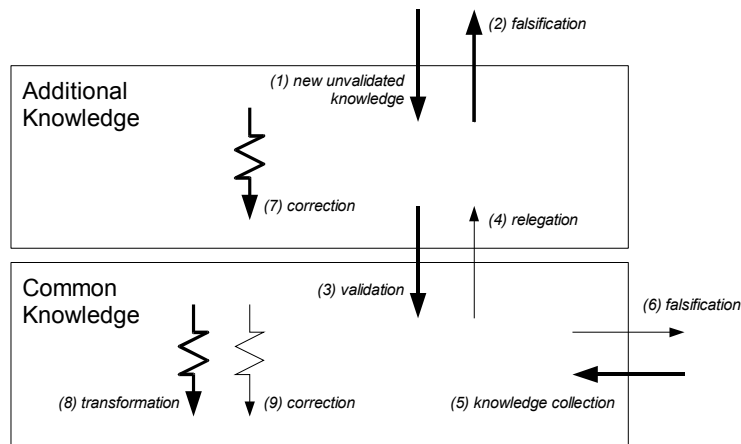 (2) falsification
Additional
Knowledge
(1) new unvalidated
knowledge
(7) correction
(4) relegation
Common
Knowledge
(3) validation
(6) falsification
(8) transformation
(9) correction
(5) knowledge collection